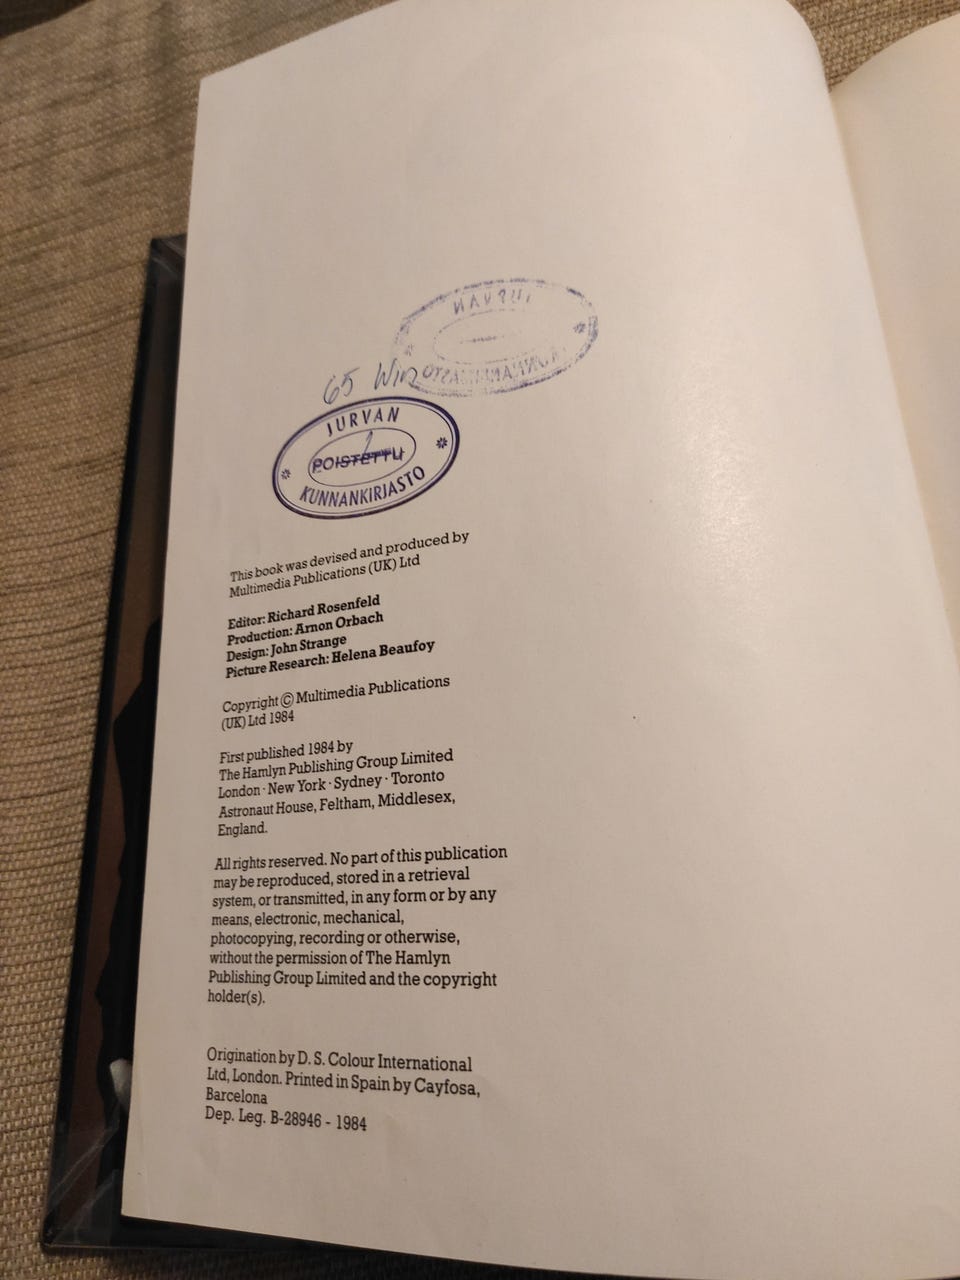 65 Win
JURVAN
POISTETTU
KUNNANKIRJASTO
This book was devised and produced by
Multimedia Publications (UK) Ltd
Editor: Richard Rosenfeld
Production: Arnon Orbach
Design: John Strange
Picture Research: Helena Beaufoy
Copyright © Multimedia Publications
(UK) Ltd 1984
First published 1984 by
The Hamlyn Publishing Group Limited
London · New York · Sydney · Toronto
Astronaut House, Feltham, Middlesex,
England.
All rights reserved. No part of this publication
may be reproduced, stored in a retrieval
system, or transmitted, in any form or by any
means, electronic, mechanical,
photocopying, recording or otherwise,
without the permission of The Hamlyn
Publishing Group Limited and the copyright
holder(s).
Origination by D. S. Colour International
Ltd, London. Printed in Spain by Cayfosa,
Barcelona
Dep. Leg. B-28946 - 1984